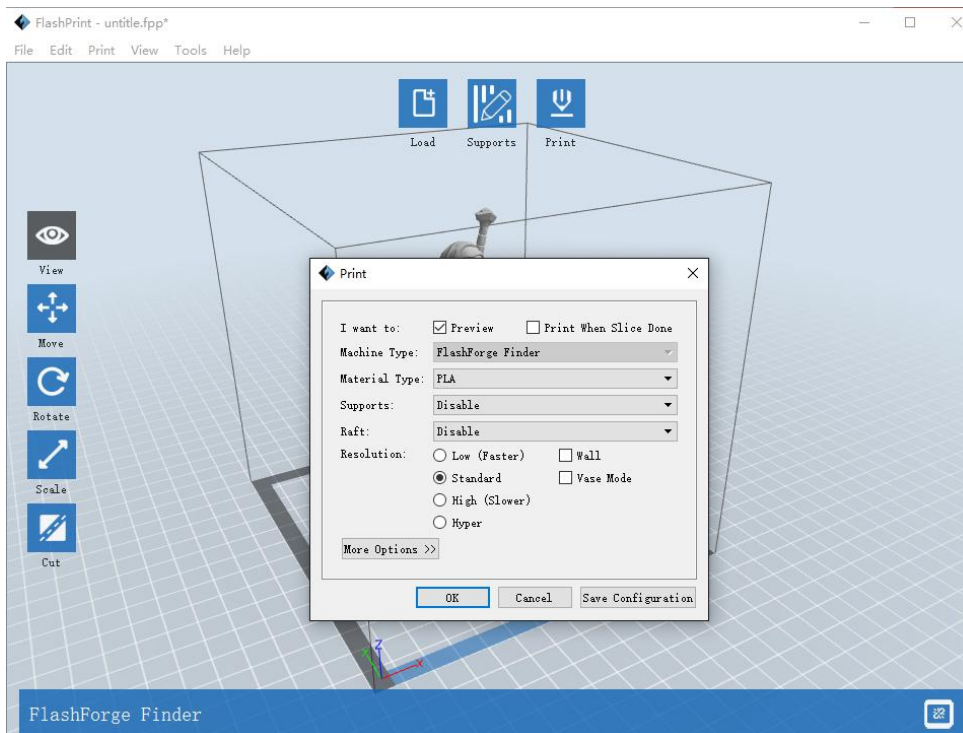 FlashPrint - untitle.fpp*
File Edit Print View Tools Help
Load Supports Print
View
Move
Rotate
Scale
Cut
Print
I want to: Preview Print When Slice Done
Machine Type: FlashForge Finder
Material Type: PLA
Supports: Disable
Raft: Disable
Resolution: Low (Faster) Wall
Standard Vase Mode
High (Slower)
Hyper
More Options >>
OK Cancel Save Configuration
Z
X
FlashForge Finder